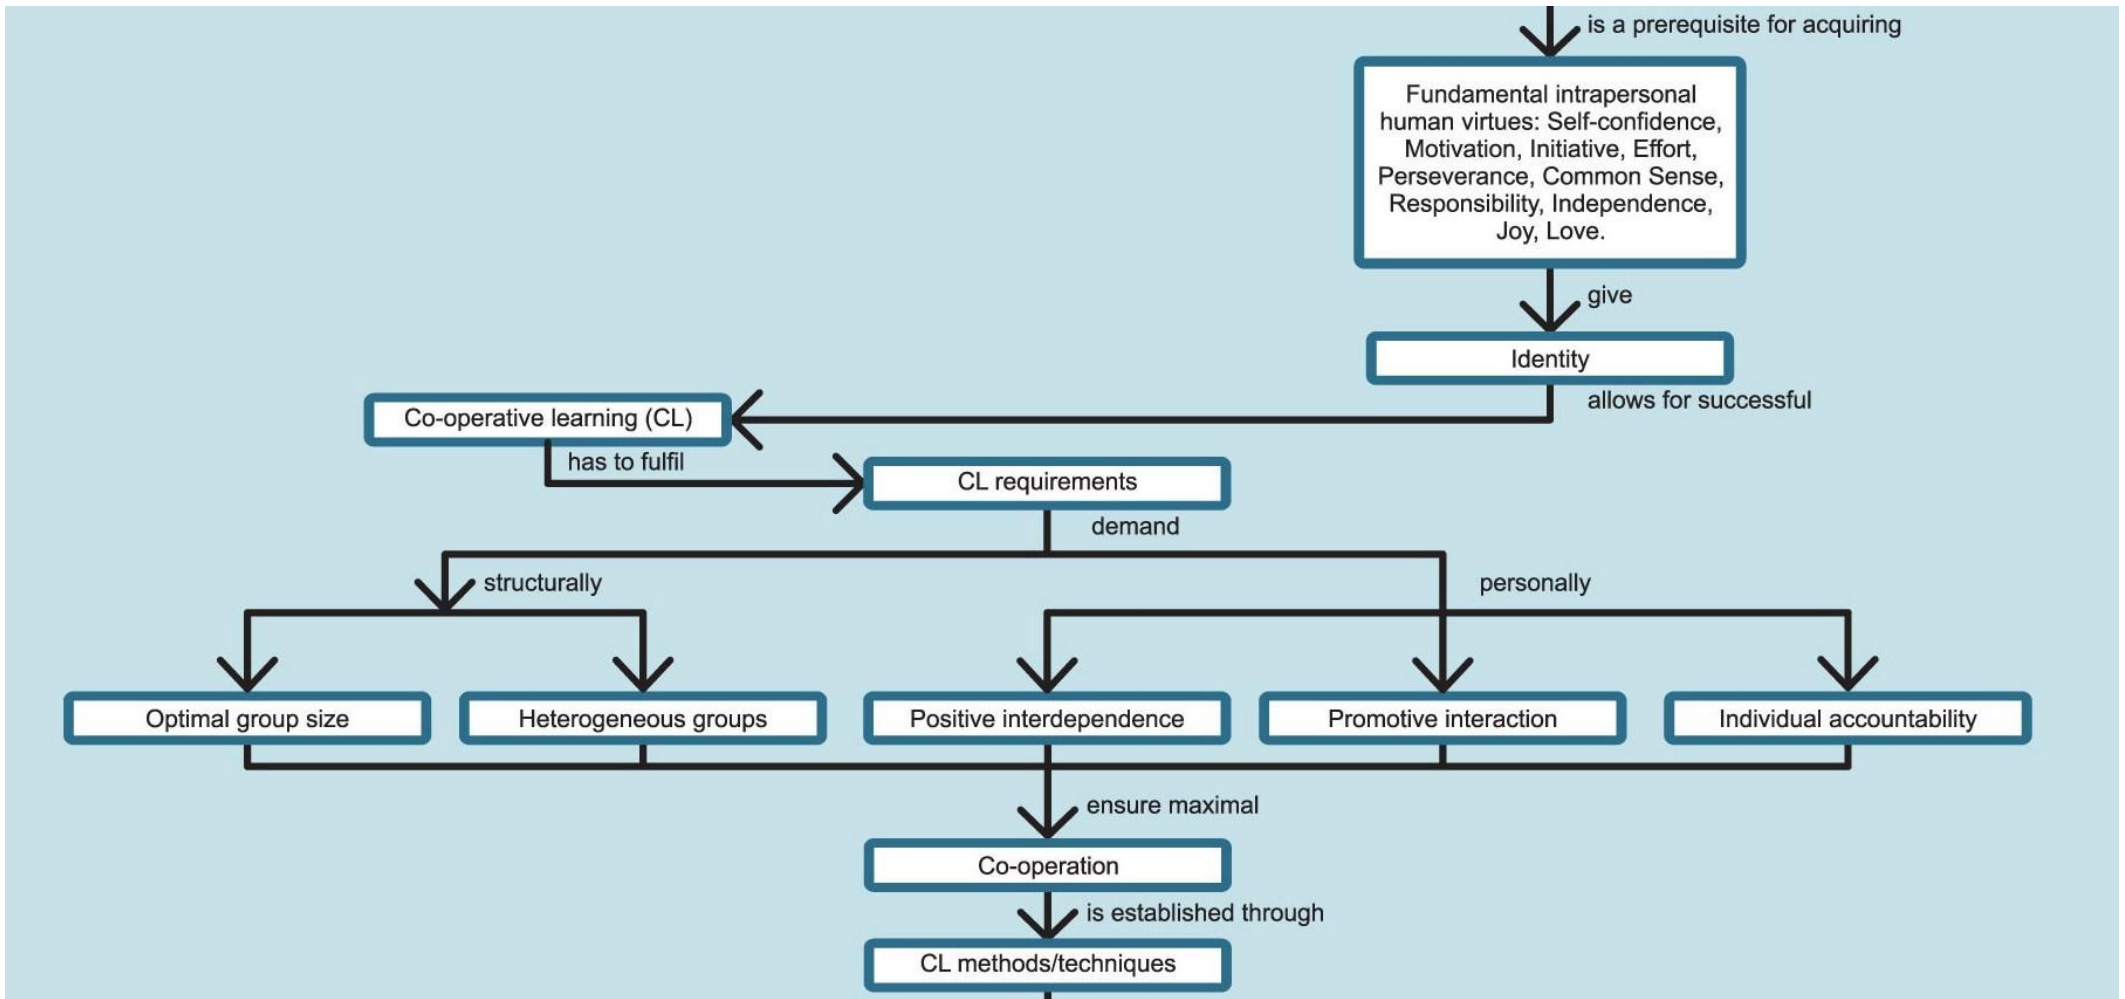 is a prerequisite for acquiring
Fundamental intrapersonal
human virtues: Self-confidence,
Motivation, Initiative, Effort,
Perseverance, Common Sense,
Responsibility, Independence,
Joy, Love.
give
Identity
allows for successful
Co-operative learning (CL)
has to fulfil
CL requirements
demand
structurally
personally
Optimal group size
Heterogeneous groups
Positive interdependence
Promotive interaction
Individual accountability
ensure maximal
Co-operation
is established through
CL methods/techniques